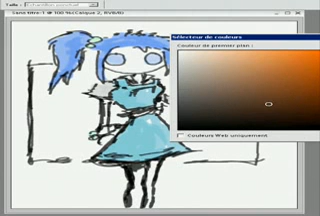 Taille :
Sans titre-1 @ 100 % (Calque 2, RVB/8)
Sélecteur de couleurs
Couleur de premier plan :
Couleurs Web uniquement